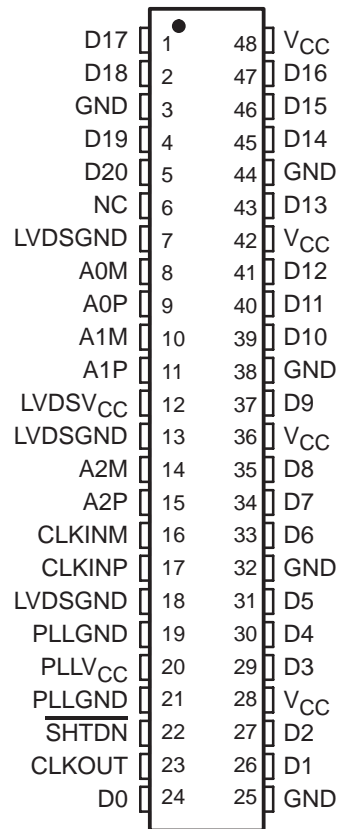 D17 1 48 VCC
D18 2 47 D16
GND 3 46 D15
D19 4 45 D14
D20 5 44 GND
NC 6 43 D13
LVDSGND 7 42 VCC
A0M 8 41 D12
A0P 9 40 D11
A1M 10 39 D10
A1P 11 38 GND
LVDSVCC 12 37 D9
LVDSGND 13 36 VCC
A2M 14 35 D8
A2P 15 34 D7
CLKINM 16 33 D6
CLKINP 17 32 GND
LVDSGND 18 31 D5
PLLGND 19 30 D4
PLLVCC 20 29 D3
PLLGND 21 28 VCC
SHTDN 22 27 D2
CLKOUT 23 26 D1
D0 24 25 GND